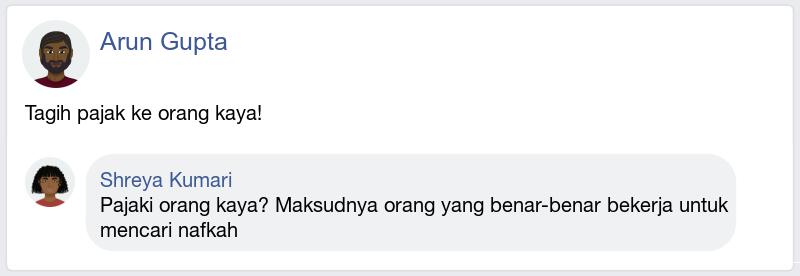 Arun Gupta
Tagih pajak ke orang kaya!
Shreya Kumari
Pajaki orang kaya? Maksudnya orang yang benar-benar bekerja untuk
mencari nafkah